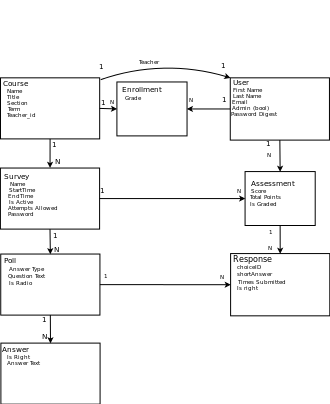 Teacher
1
1
Course
Name
Title
Section
Term
Teacher_id
1
N
Enrollment
Grade
N
1
User
First Name
Last Name
Email
Admin (bool)
Password Digest
1
N
1
N
Survey
Name
StartTime
EndTime
Is Active
Attempts Allowed
Password
1
N
Assessment
Score
Total Points
Is Graded
1
N
1
N
Poll
Answer Type
Question Text
Is Radio
1
N
Response
choiceID
shortAnswer
Times Submitted
Is right
1
N
Answer
Is Right
Answer Text